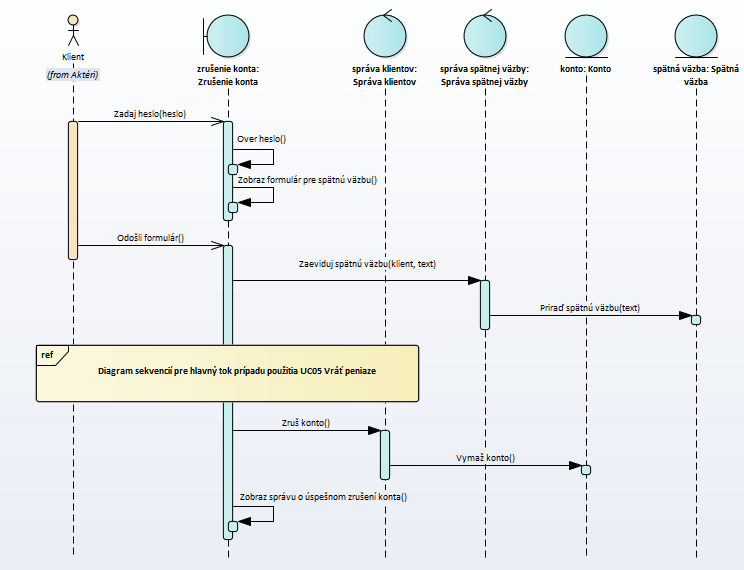 Klient
(from Aktéri)
zrušenie konta:
Zrušenie konta
správa klientov:
Správa klientov
správa spätnej väzby:
Správa spätnej väzby
konto: Konto
spätná väzba: Spätná
väzba
Zadaj heslo(heslo)
Over heslo()
Zobraz formulár pre spätnú väzbu()
Odošli formulár()
Zaeviduj spätnú väzbu(klient, text)
Priraď spätnú väzbu(text)
ref
Diagram sekvencií pre hlavný tok prípadu použitia UC05 Vráť peniaze
Zruš konto()
Vymaž konto()
Zobraz správu o úspešnom zrušení konta()